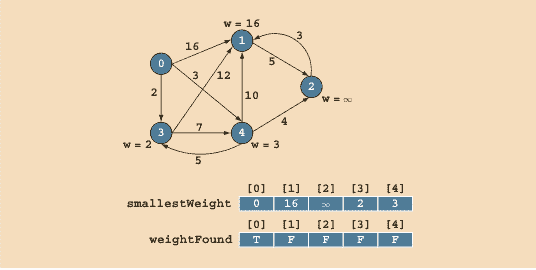 w = 16
1
3
16
0
3
12
5
2
w = ∞
2
10
4
7
3
4
w = 2
w = 3
5
[0] [1] [2] [3] [4]
smallestWeight 0 16 ∞ 2 3
[0] [1] [2] [3] [4]
weightFound T F F F F